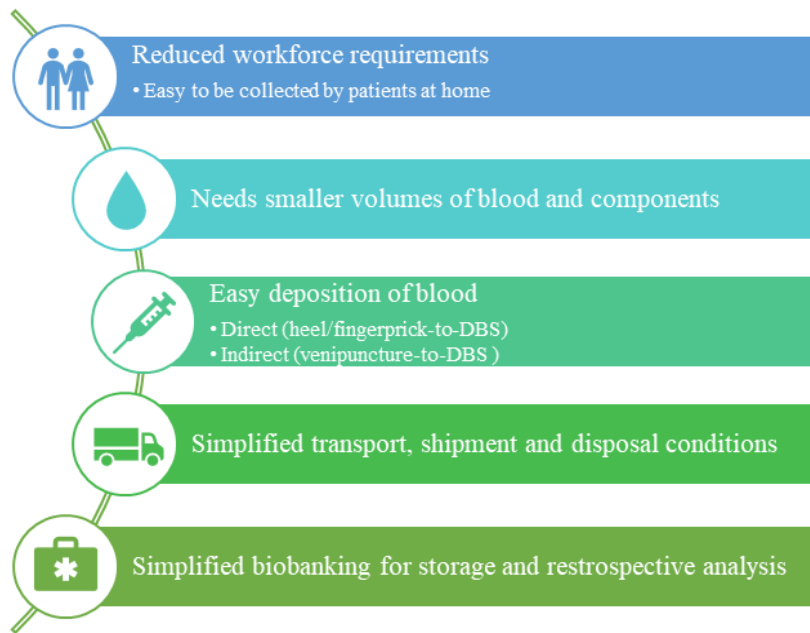 Reduced workforce requirements
• Easy to be collected by patients at home
Needs smaller volumes of blood and components
Easy deposition of blood
• Direct (heel/fingerprick-to-DBS)
• Indirect (venipuncture-to-DBS )
Simplified transport, shipment and disposal conditions
Simplified biobanking for storage and restrospective analysis